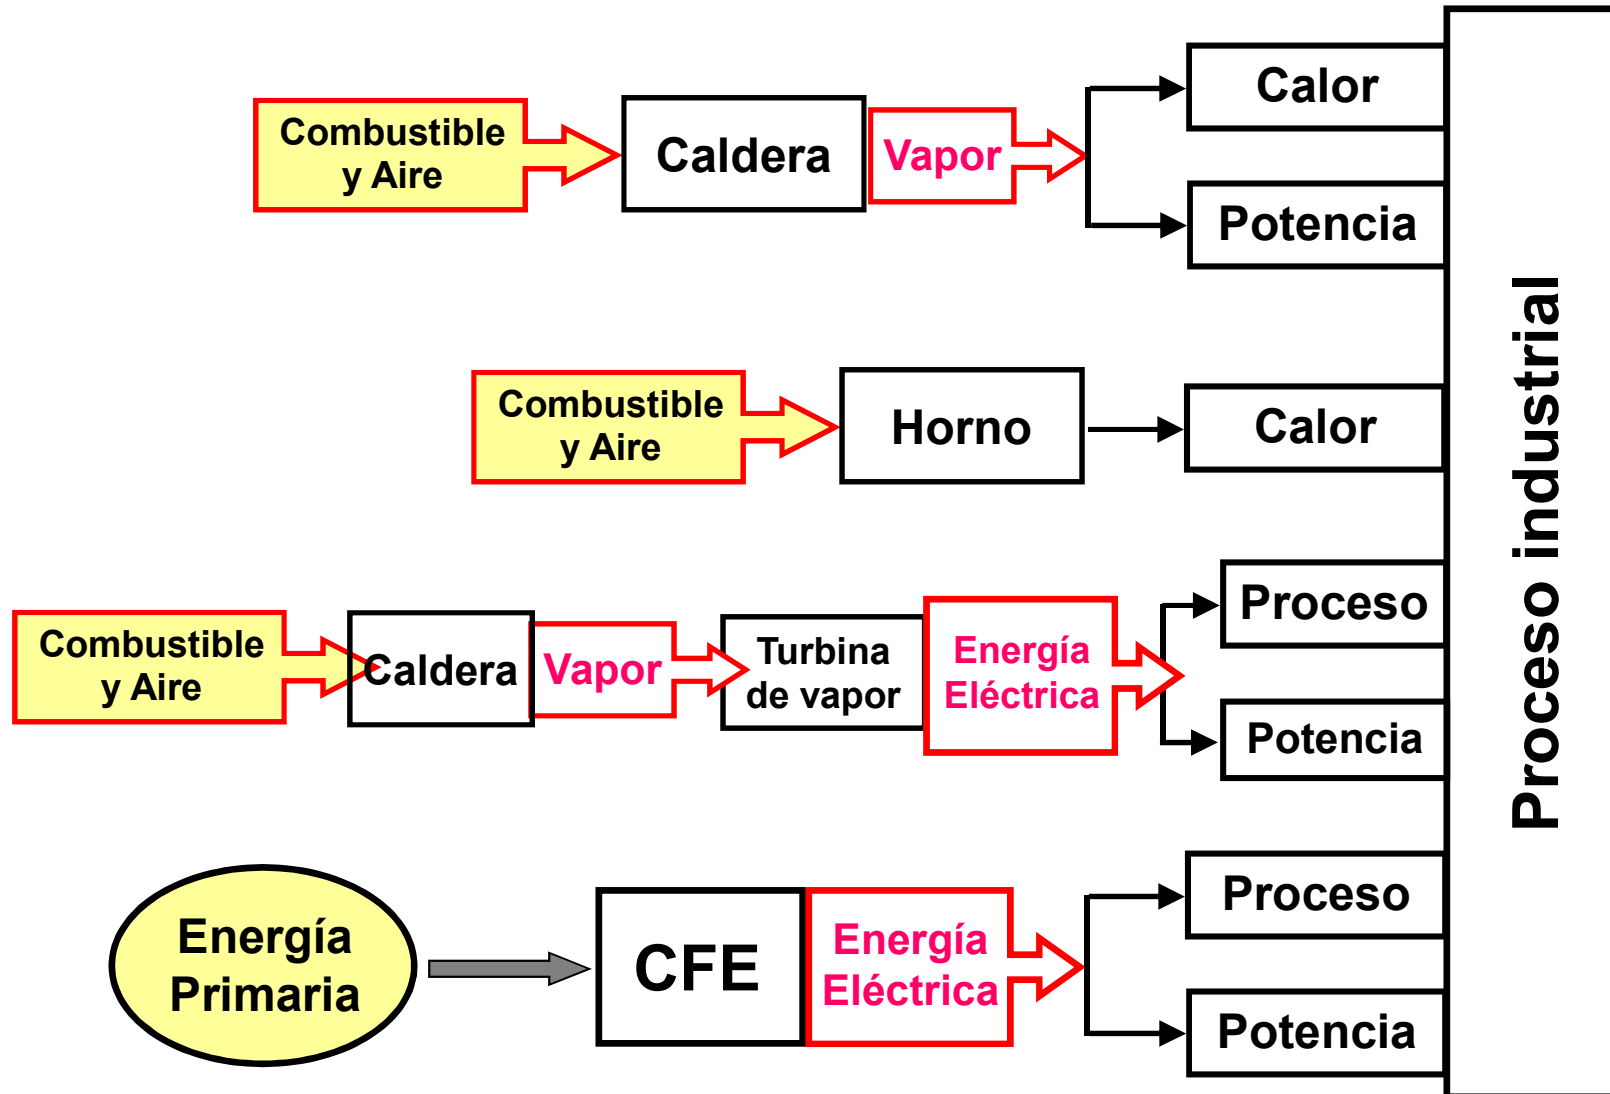 Combustible
y Aire
Caldera
Vapor
Calor
Potencia
Combustible
y Aire
Horno
Calor
Combustible
y Aire
Caldera
Vapor
Turbina
de vapor
Energía
Eléctrica
Proceso
Potencia
Energía
Primaria
CFE
Energía
Eléctrica
Proceso
Potencia
Proceso industrial